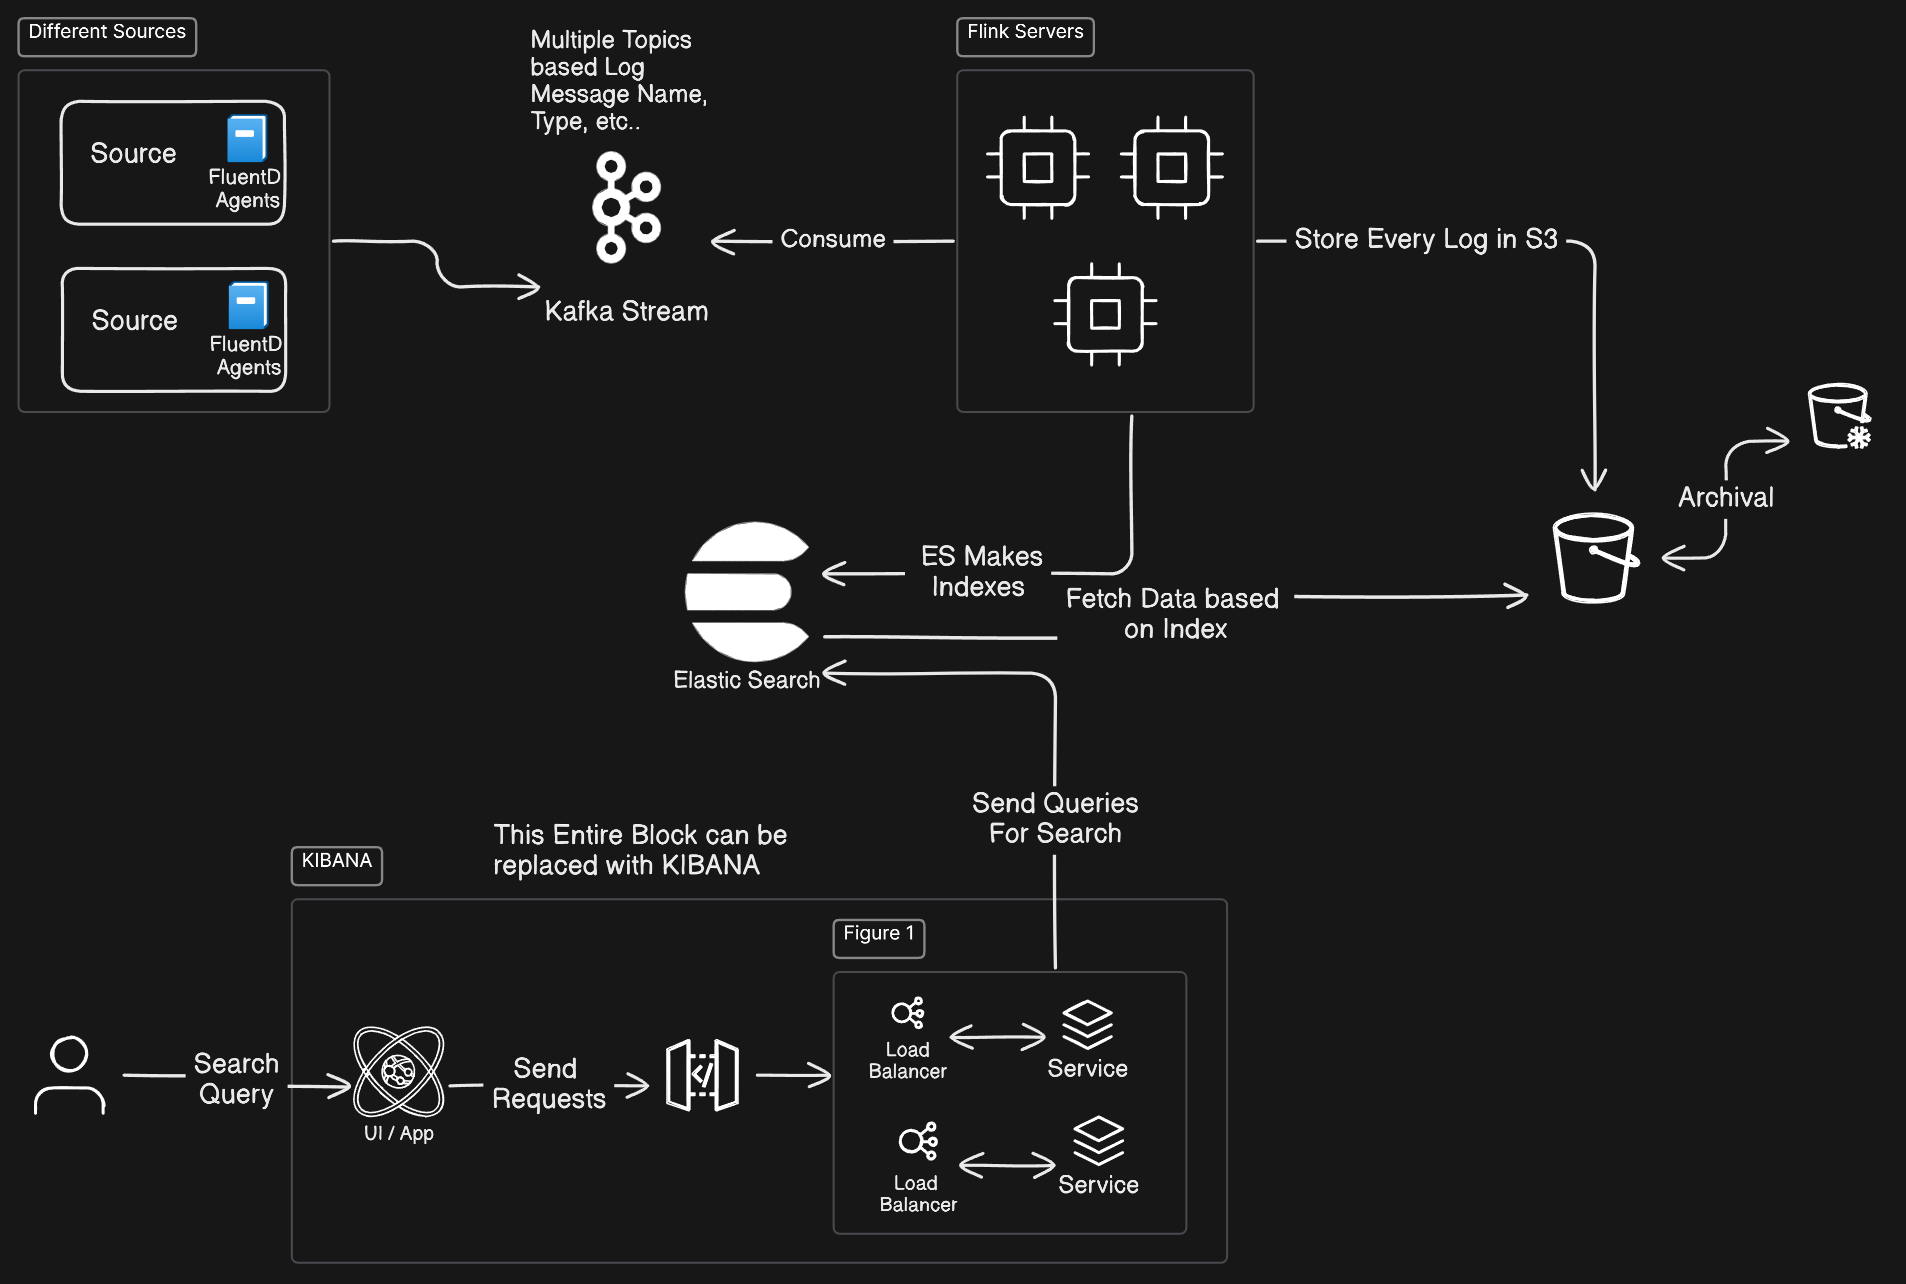 Different Sources
Source
FluentD
Agents
Source
FluentD
Agents
Multiple Topics
based Log
Message Name,
Type, etc..
Kafka Stream
Consume
Flink Servers
Store Every Log in S3
Archival
ES Makes
Indexes
Fetch Data based
on Index
Elastic Search
Send Queries
For Search
This Entire Block can be
replaced with KIBANA
KIBANA
Figure 1
Search
Query
UI / App
Send
Requests
</>
Load
Balancer
Service
Load
Balancer
Service